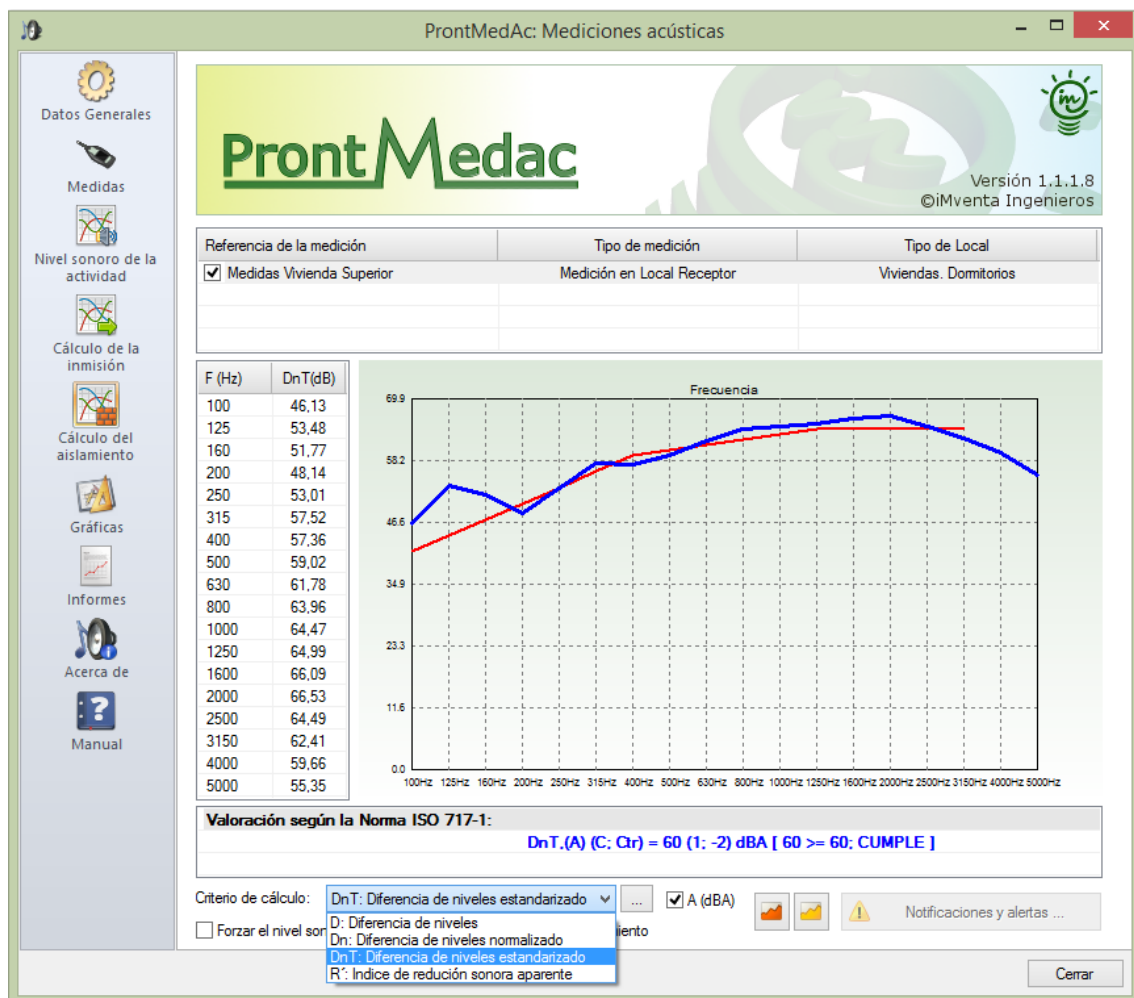 ProntMedAc: Mediciones acústicas
Datos Generales
Medidas
Nivel sonoro de la
actividad
Cálculo de la
inmisión
Cálculo del
aislamiento
Gráficas
Informes
Acerca de
Manual
ProntMedac
im
Versión 1.1.1.8
©iMventa Ingenieros
Referencia de la medición Tipo de medición Tipo de Local
Medidas Vivienda Superior Medición en Local Receptor Viviendas. Dormitorios
F (Hz) DnT(dB)
100 46,13
125 53,48
160 51,77
200 48,14
250 53,01
315 57,52
400 57,36
500 59,02
630 61,78
800 63,96
1000 64,47
1250 64,99
1600 66,09
2000 66,53
2500 64,49
3150 62,41
4000 59,66
5000 55,35
Frecuencia
69.9
58.2
46.6
34.9
23.3
11.6
0.0
100Hz 125Hz 160Hz 200Hz 250Hz 315Hz 400Hz 500Hz 630Hz 800Hz 1000Hz 1250Hz 1600Hz 2000Hz 2500Hz 3150Hz 4000Hz 5000Hz
Valoración según la Norma ISO 717-1:
DnT,(A) (C; Ctr) = 60 (1; -2) dBA [ 60 >= 60; CUMPLE ]
Criterio de cálculo: DnT: Diferencia de niveles estandarizado ... A (dBA) Notificaciones y alertas ...
Forzar el nivel son iento
D: Diferencia de niveles
Dn: Diferencia de niveles normalizado
DnT: Diferencia de niveles estandarizado
R´: Indice de redución sonora aparente
Cerrar